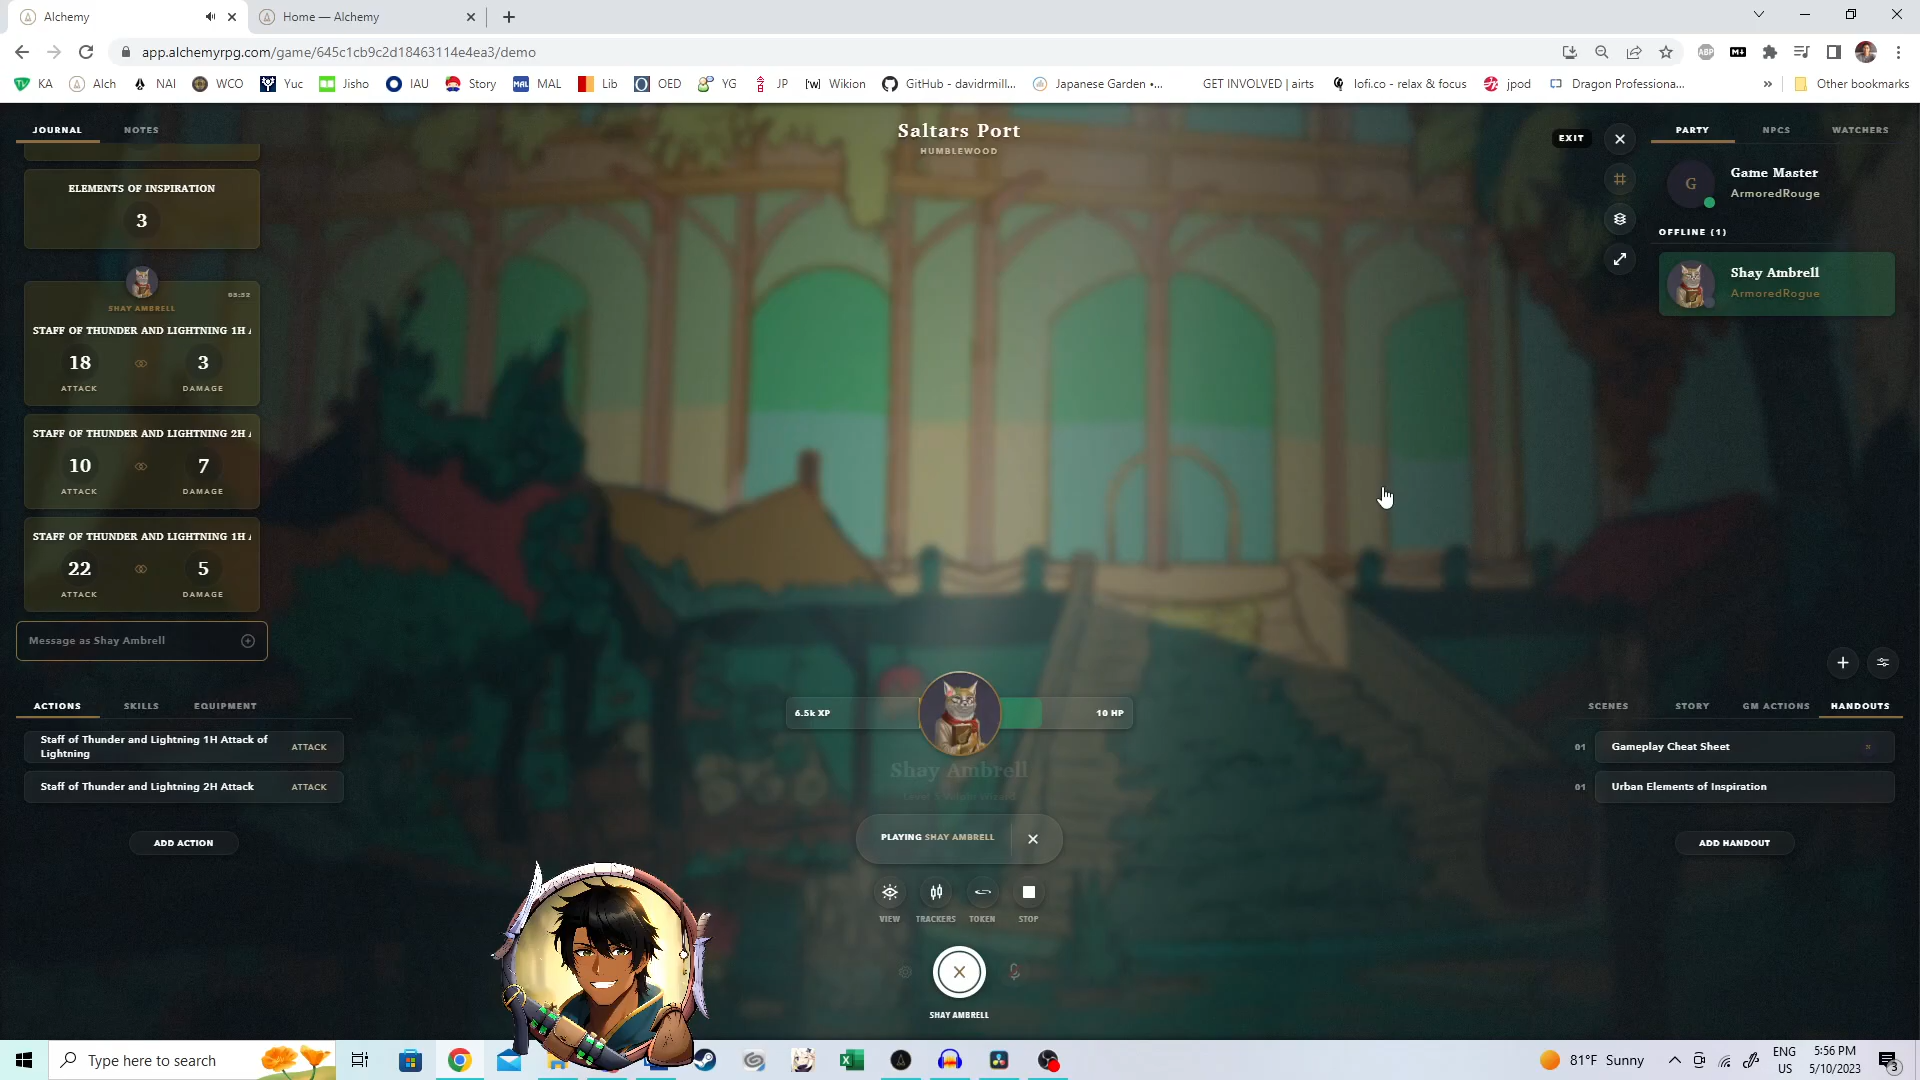 Alchemy
Home — Alchemy
app.alchemyrpg.com/game/645c1cb9c2d18463114e4ea3/demo
KA Alch NAI WCO Yuc Jisho IAU Story MAL Lib OED YG JP Wikion GitHub - davidrmill... Japanese Garden •... GET INVOLVED | airts lofi.co - relax & focus jpod Dragon Professiona... » Other bookmarks
JOURNAL NOTES
ELEMENTS OF INSPIRATION
3
SHAY AMBRELL
STAFF OF THUNDER AND LIGHTNING 1H
18 3
ATTACK DAMAGE
STAFF OF THUNDER AND LIGHTNING 2H
10 7
ATTACK DAMAGE
STAFF OF THUNDER AND LIGHTNING 1H
22 5
ATTACK DAMAGE
Message as Shay Ambrell
ACTIONS SKILLS EQUIPMENT
Staff of Thunder and Lightning 1H Attack of
Lightning
ATTACK
Staff of Thunder and Lightning 2H Attack ATTACK
ADD ACTION
Saltars Port
HUMBLEWOOD
6.5k XP
10 HP
Shay Ambrell
PLAYING SHAY AMBRELL
VIEW TRACKERS TOKEN STOP
SHAY AMBRELL
EXIT
PARTY NPCS WATCHERS
G
Game Master
ArmoredRouge
OFFLINE (1)
Shay Ambrell
ArmoredRogue
SCENES STORY GM ACTIONS HANDOUTS
01 Gameplay Cheat Sheet
01 Urban Elements of Inspiration
ADD HANDOUT
Type here to search
81°F Sunny
ENG
US
5:56 PM
5/10/2023
3